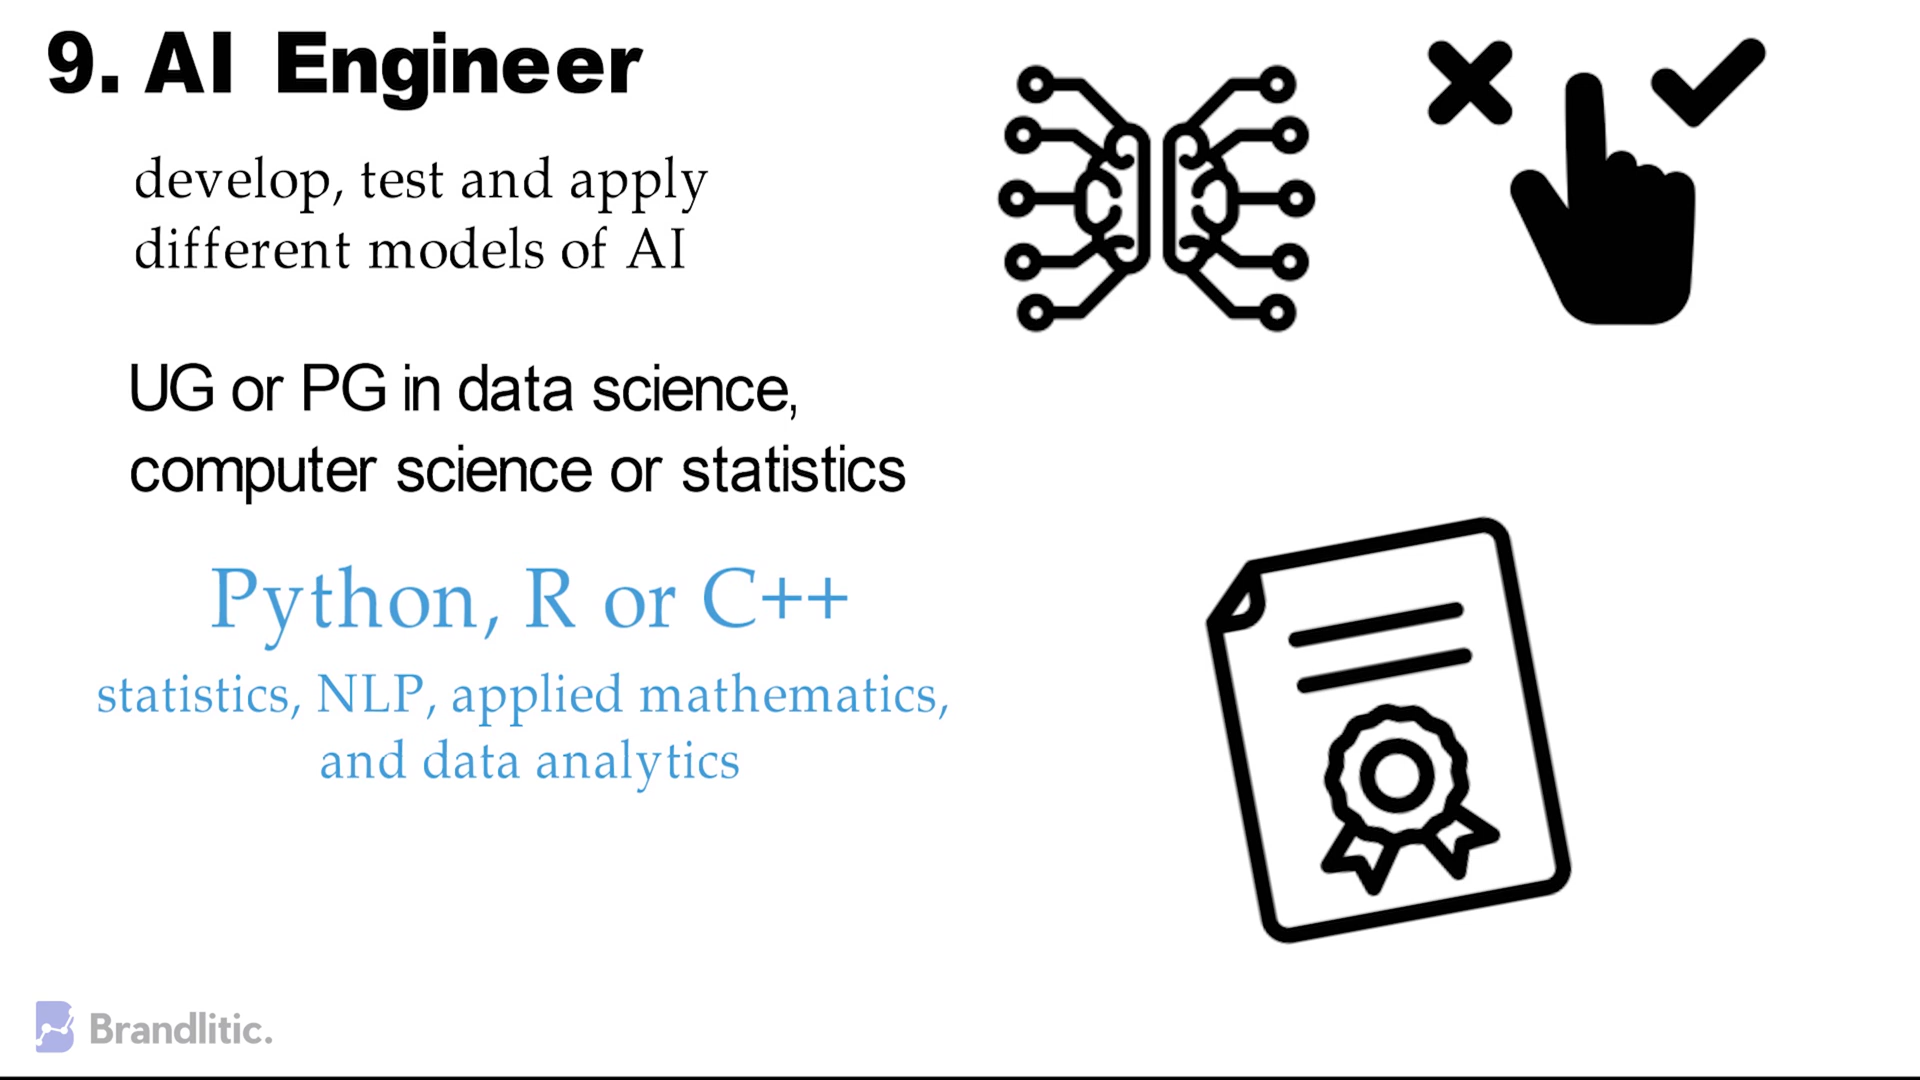 9. AI Engineer
develop, test and apply
different models of AI
UG or PG in data science,
computer science or statistics
Python, R or C++
statistics, NLP, applied mathematics,
and data analytics
Brandlitic.